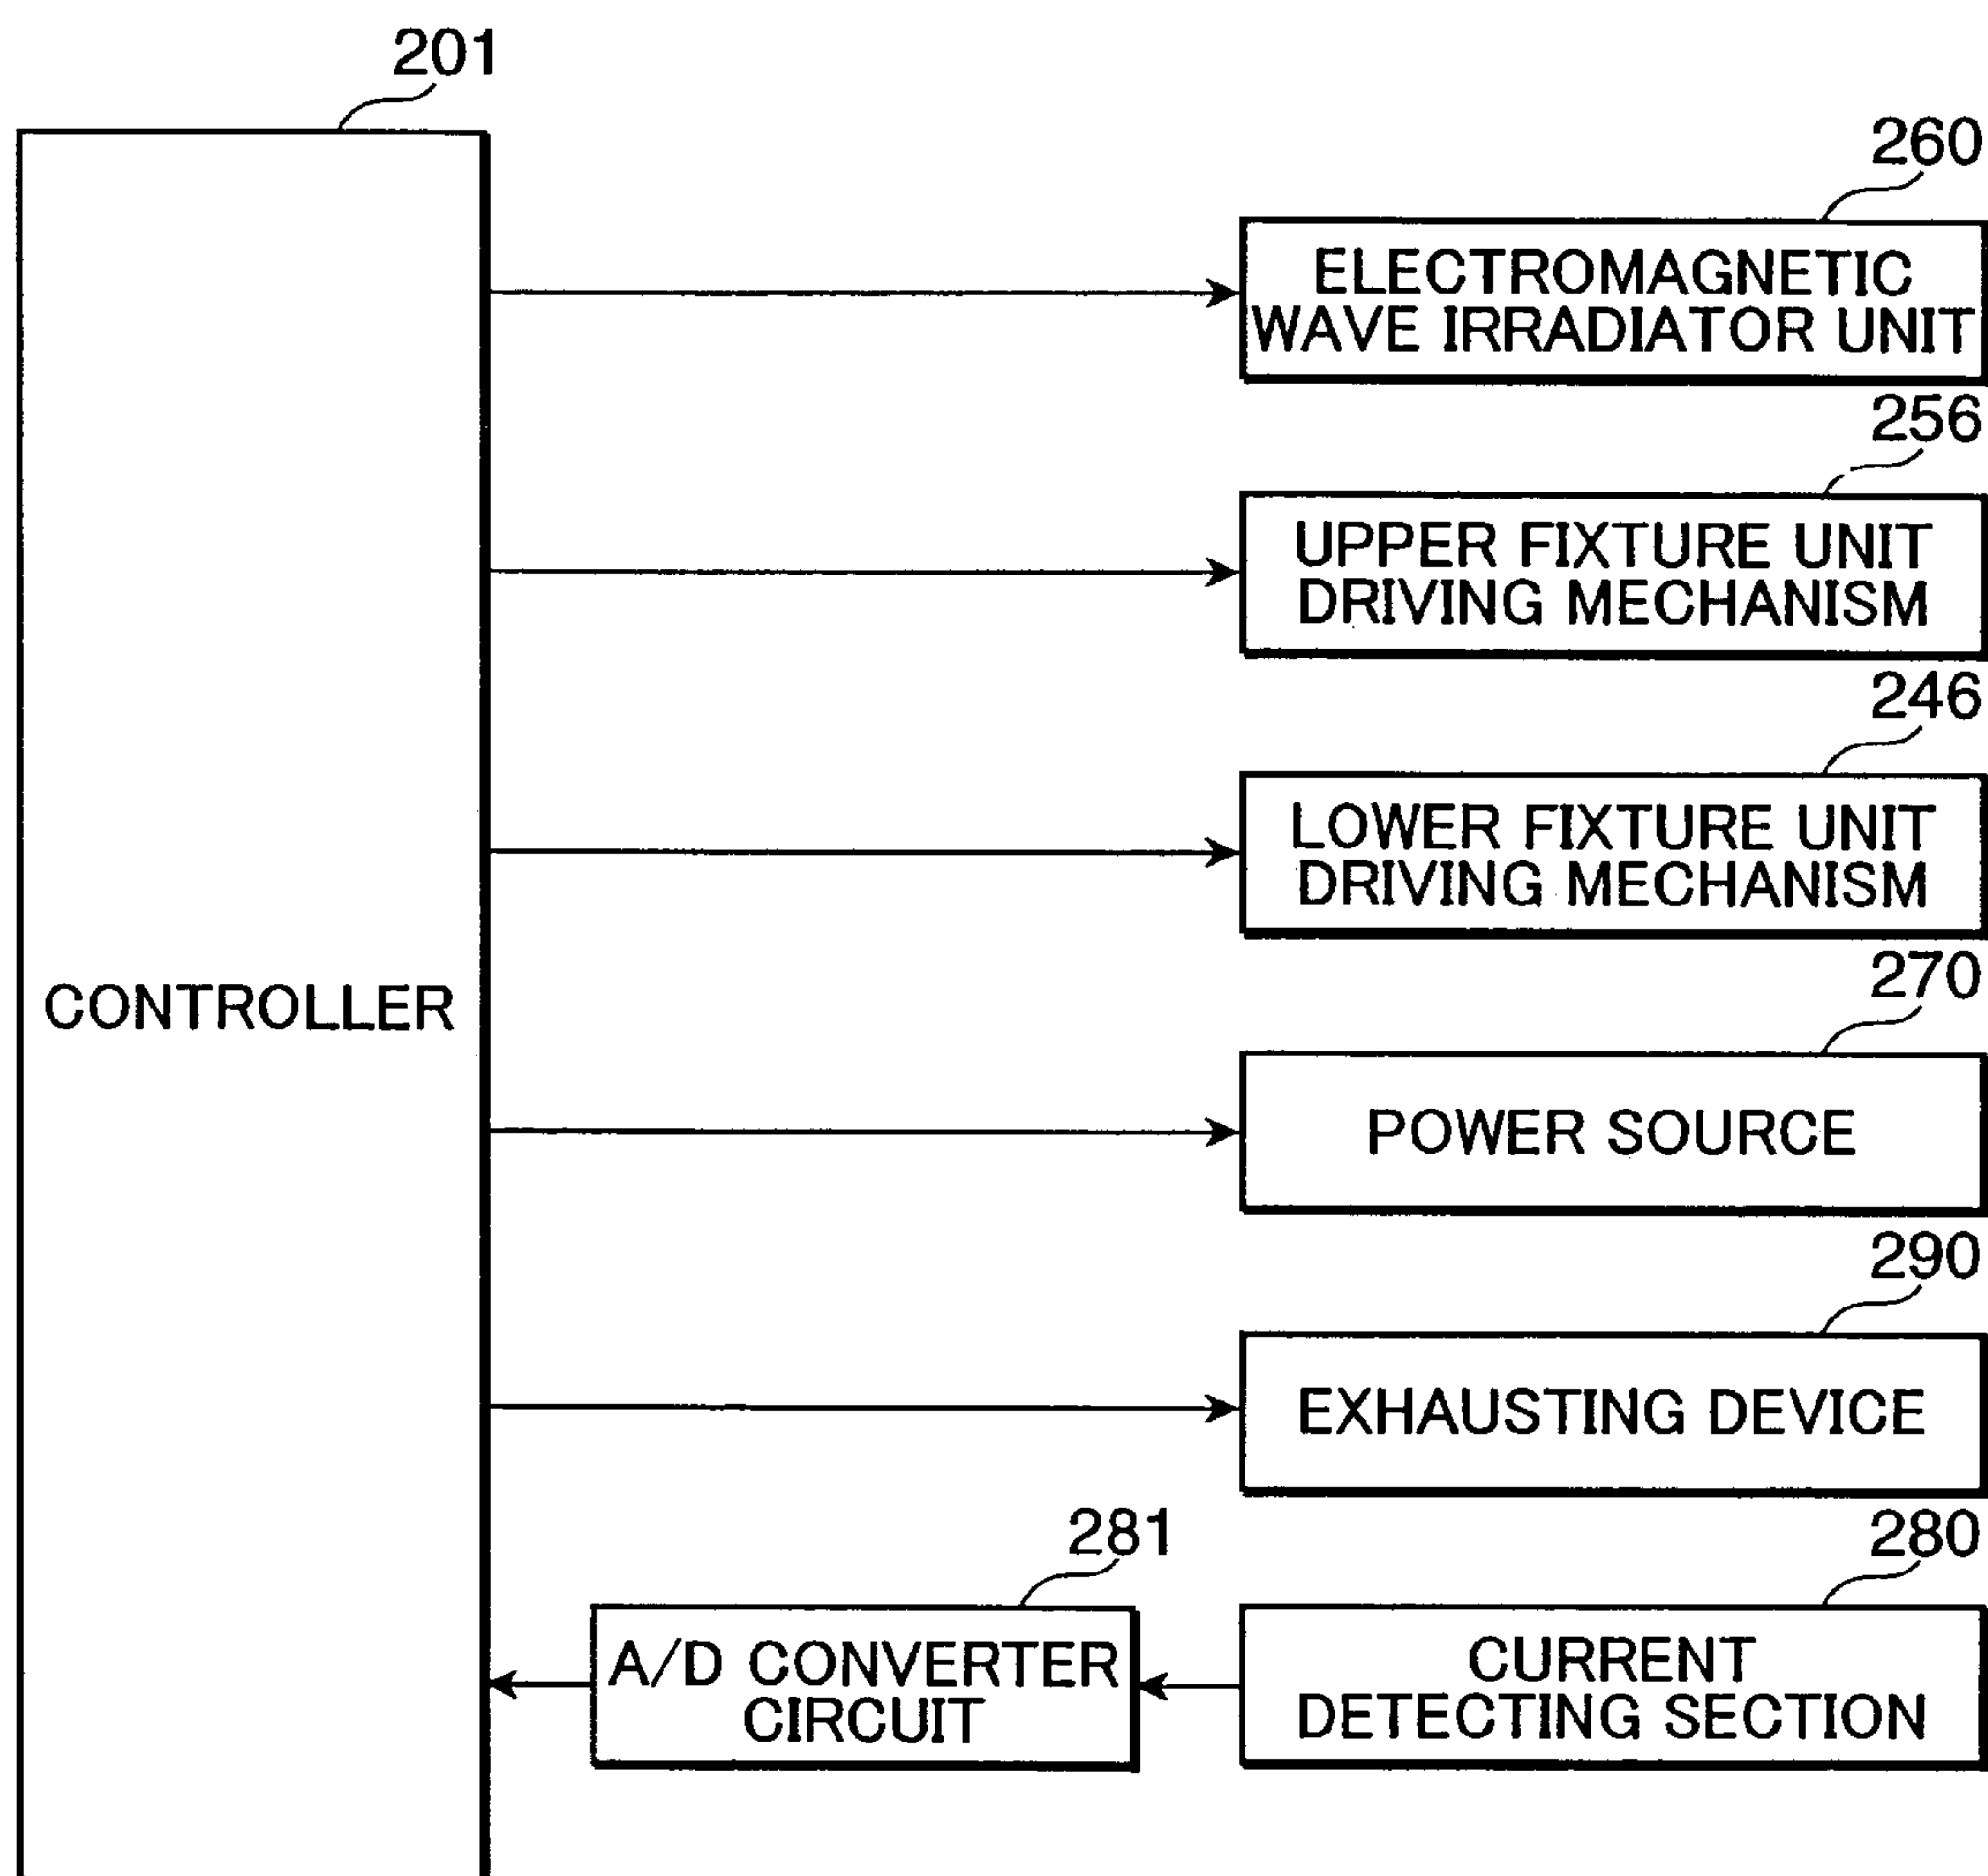 201
260
ELECTROMAGNETIC
WAVE IRRADIATOR UNIT
256
UPPER FIXTURE UNIT
DRIVING MECHANISM
246
LOWER FIXTURE UNIT
DRIVING MECHANISM
270
CONTROLLER
POWER SOURCE
290
EXHAUSTING DEVICE
281
280
A/D CONVERTER
CIRCUIT
CURRENT
DETECTING SECTION